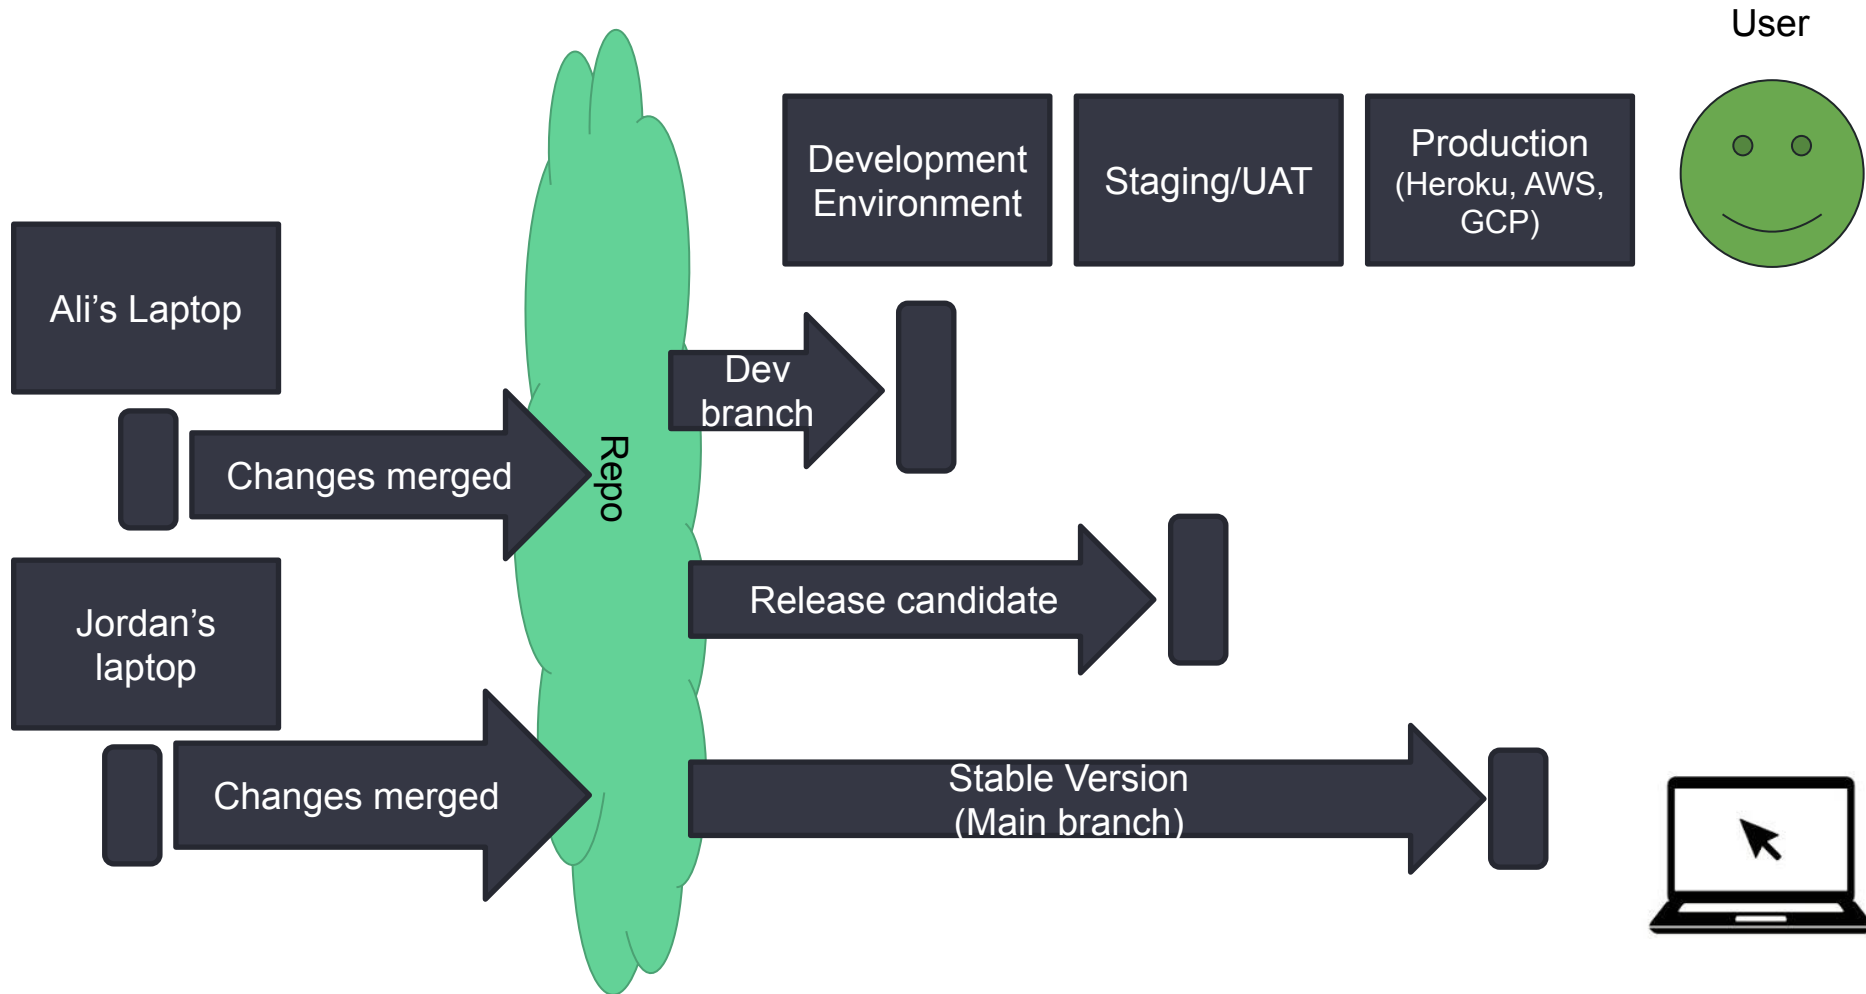 User
Development
Environment
Staging/UAT
Production
(Heroku, AWS,
GCP)
Ali’s Laptop
Dev
branch
Changes merged
Repo
Release candidate
Jordan’s
laptop
Changes merged
Stable Version
(Main branch)